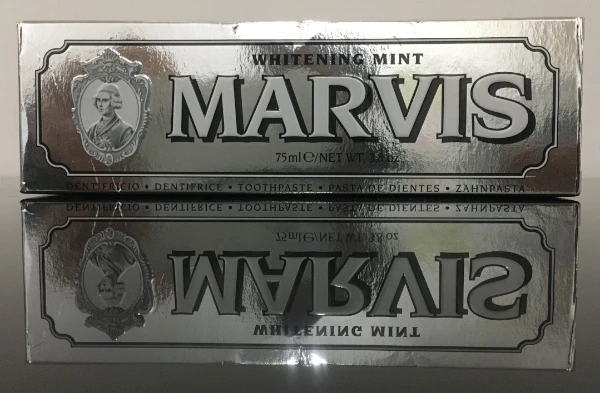 WHITENING MINT
MARVIS
75ml ℮/NET WT. 3.8 oz
DENTIFRICIO • DENTIFRICE • TOOTHPASTE • PASTA DE DIENTES • ZAHNPASTA